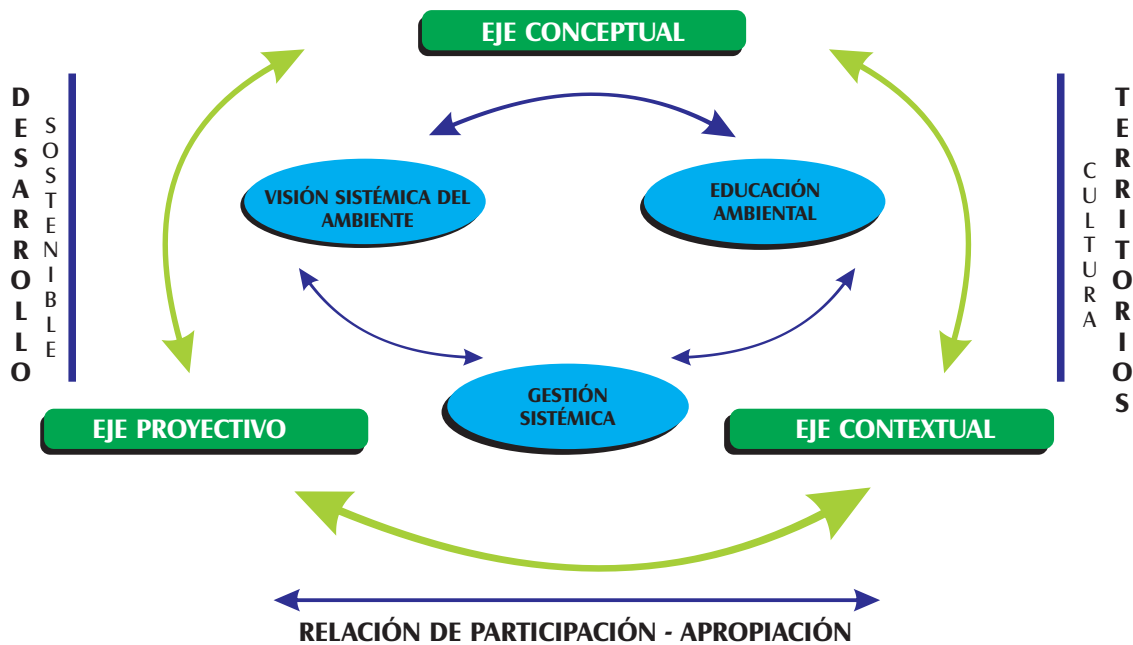 EJE CONCEPTUAL
DESARROLLO
SOSTENIBLE
VISIÓN SISTÉMICA DEL
AMBIENTE
EDUCACIÓN
AMBIENTAL
CULTURA
TERRITORIOS
GESTIÓN
SISTÉMICA
EJE PROYECTIVO
EJE CONTEXTUAL
RELACIÓN DE PARTICIPACIÓN - APROPIACIÓN